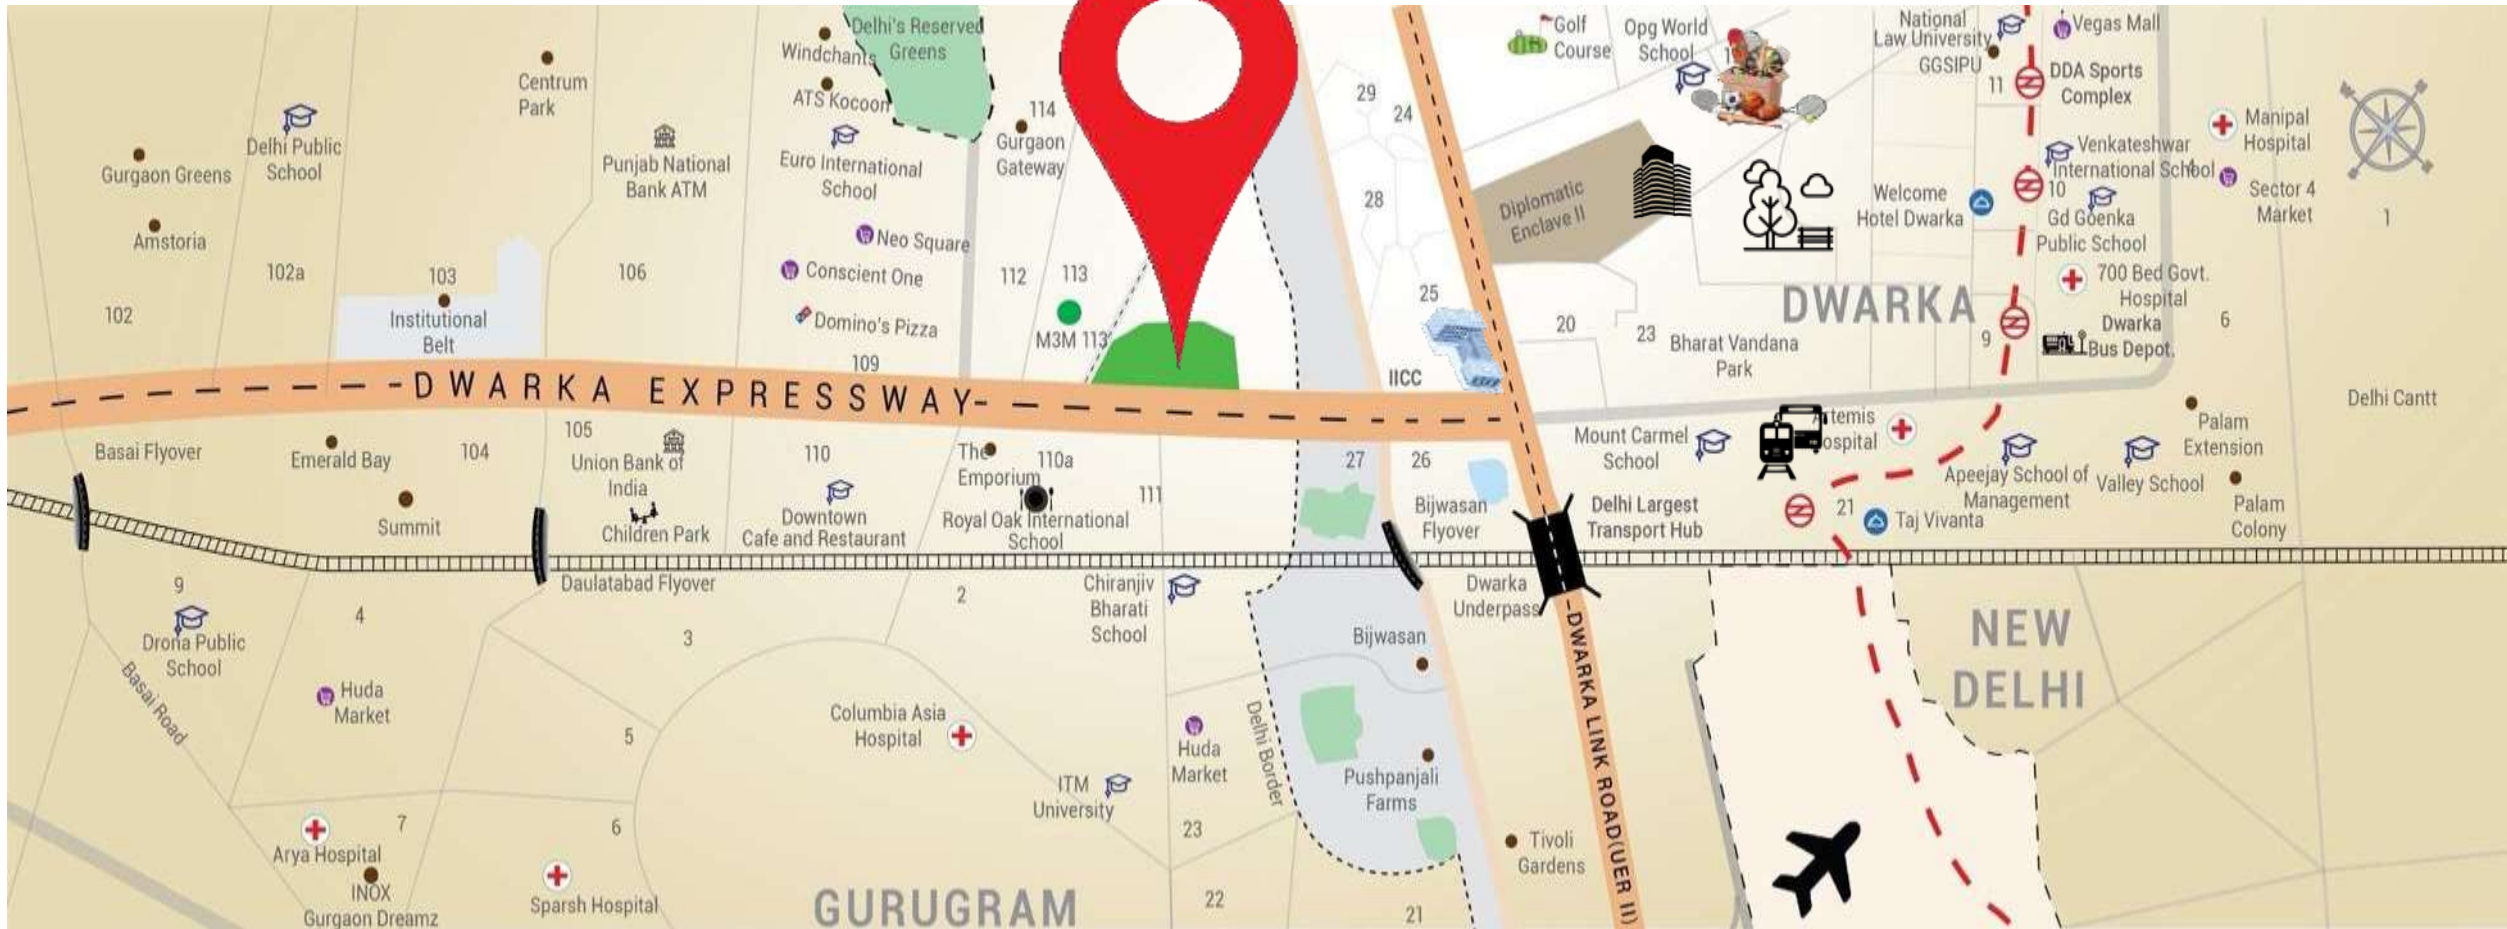 Delhi's Reserved
Greens
Windchants
ATS Kocoon
Centrum
Park
Delhi Public
School
Gurgaon Greens
Amstoria
Punjab National
Bank ATM
Euro International
School
Neo Square
Conscient One
Domino's Pizza
114
Gurgaon
Gateway
102
102a
103
Institutional
Belt
106
109
112
113
M3M 113
29
24
28
25
IICC
Golf
Course
Opg World
School
Diplomatic
Enclave II
National
Law University
GGSIPU
Vegas Mall
11
DDA Sports
Complex
Manipal
Hospital
Venkateshwar
International School
4
10
Sector 4
Market
Welcome
Hotel Dwarka
Gd Goenka
Public School
1
700 Bed Govt.
Hospital
DWARKA
Dwarka
Bus Depot.
20
23
Bharat Vandana
Park
9
6
Delhi Cantt
DWARKA EXPRESSWAY
Basai Flyover
Emerald Bay
104
Summit
105
Union Bank of
India
Children Park
110
Downtown
Cafe and Restaurant
The
Emporium
110a
Royal Oak International
School
111
27
26
Bijwasan
Flyover
Mount Carmel
School
Artemis
Hospital
Delhi Largest
Transport Hub
21
Taj Vivanta
Apeejay School of
Management
Valley School
Palam
Extension
Palam
Colony
9
Drona Public
School
4
Daulatabad Flyover
3
2
Chiranjiv
Bharati
School
Dwarka
Underpass
Bijwasan
NEW
DELHI
Basai Road
Huda
Market
5
Columbia Asia
Hospital
Huda
Market
Delhi Border
Pushpanjali
Farms
DWARKA LINK ROAD(UER II)
ITM
University
7
6
23
Arya Hospital
INOX
Gurgaon Dreamz
Sparsh Hospital
GURUGRAM
22
21
Tivoli
Gardens